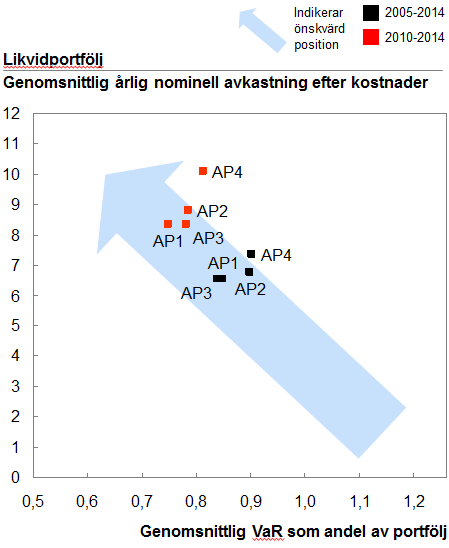 Indikerar
önskvärd
position
2005-2014
2010-2014
Likvidportfölj
Genomsnittlig årlig nominell avkastning efter kostnader
12
11
10
9
8
7
6
5
4
3
2
1
0
AP4
AP2
AP1
AP3
AP4
AP1
AP3
AP2
0,5
0,6
0,7
0,8
0,9
1,0
1,1
1,2
Genomsnittlig VaR som andel av portfölj